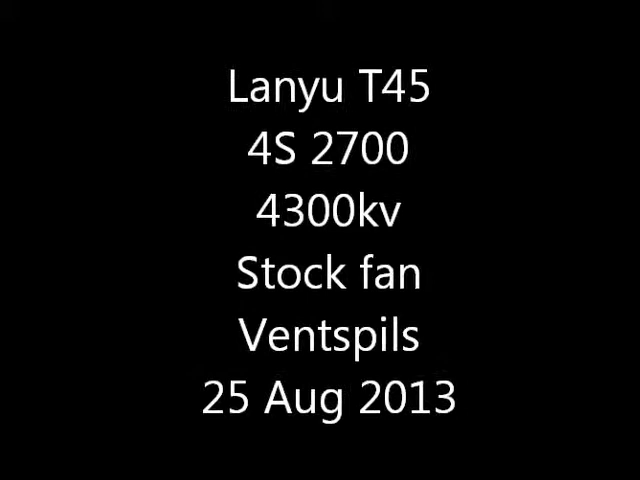 Lanyu T45
4S 2700
4300kv
Stock fan
Ventspils
25 Aug 2013